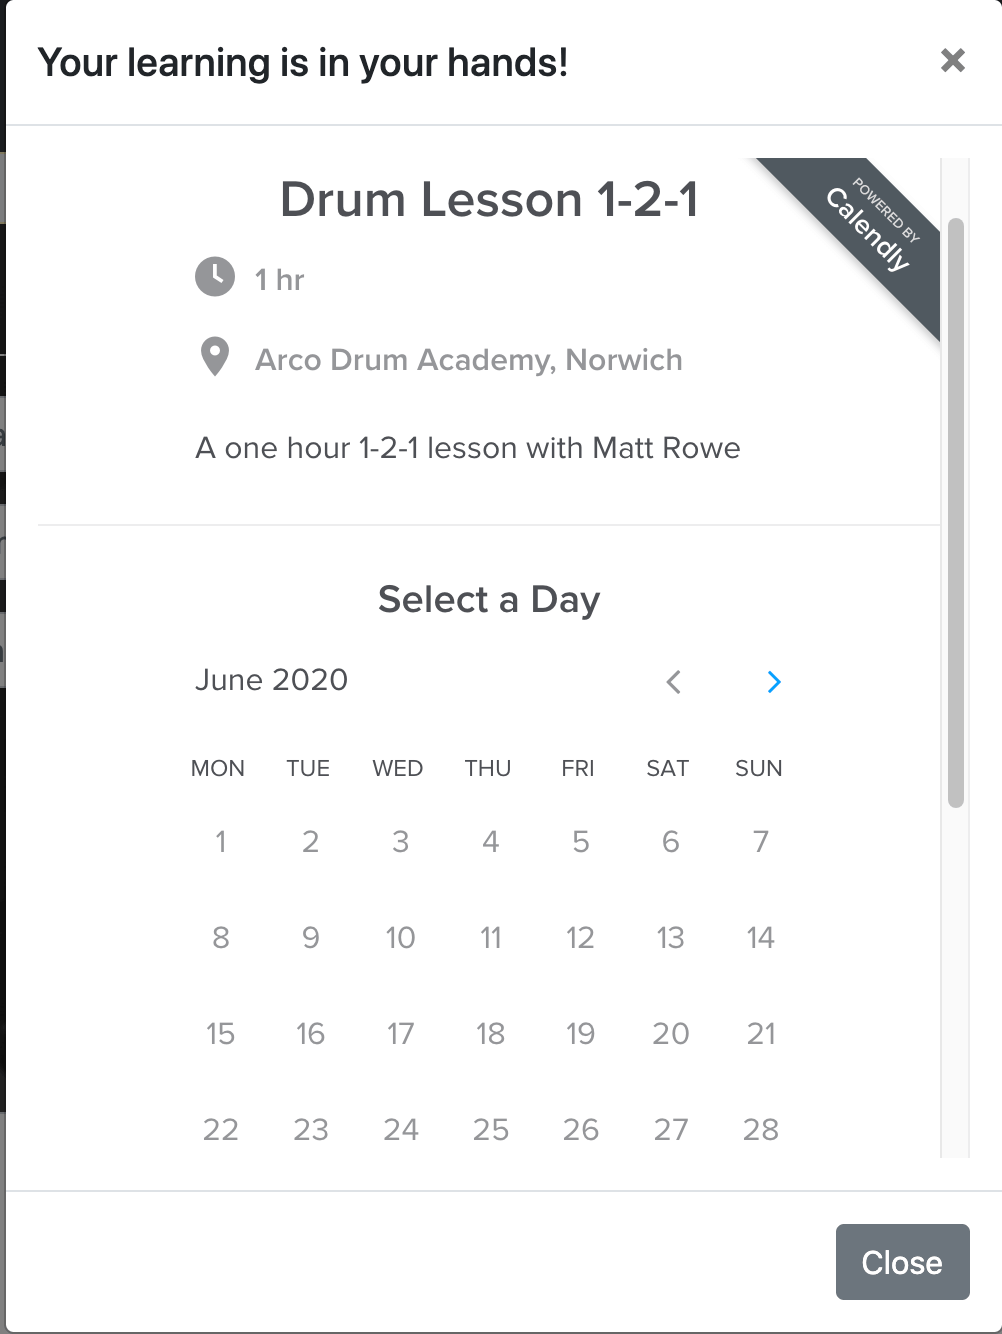 Your learning is in your hands!
Drum Lesson 1-2-1
POWERED BY
Calendly
1 hr
Arco Drum Academy, Norwich
A one hour 1-2-1 lesson with Matt Rowe
Select a Day
June 2020
MON TUE WED THU FRI SAT SUN
1 2 3 4 5 6 7
8 9 10 11 12 13 14
15 16 17 18 19 20 21
22 23 24 25 26 27 28
Close